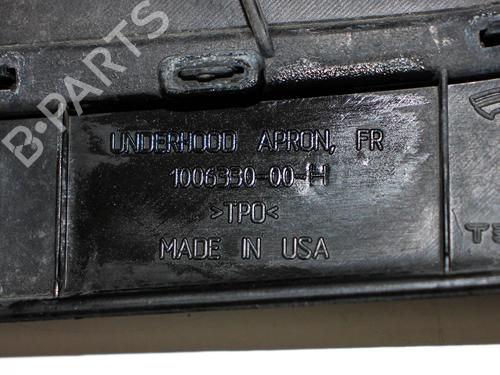 B-PARTS
UNDERHOOD APRON, FR
1006330-00-H
>TPO<
MADE IN USA